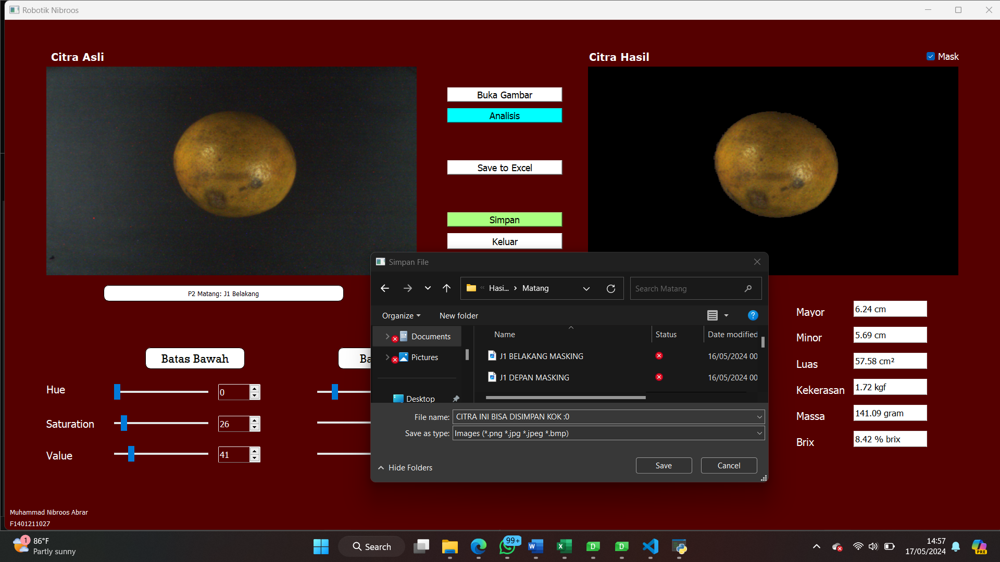 Robotik Nibroos
Citra Asli
Citra Hasil
Mask
Buka Gambar
Analisis
Save to Excel
Simpan
Keluar
P2 Matang: J1 Belakang
Batas Bawah
Ba
Hue
0
Saturation
26
Value
41
Simpan File
« Hasi... > Matang
Search Matang
Organize
New folder
?
Documents
Pictures
Desktop
Name Status Date modified
J1 BELAKANG MASKING 16/05/2024 00
J1 DEPAN MASKING 16/05/2024 00
File name: CITRA INI BISA DISIMPAN KOK :0
Save as type: Images (*.png *.jpg *.jpeg *.bmp)
Hide Folders
Save
Cancel
Mayor 6.24 cm
Minor 5.69 cm
Luas 57.58 cm²
Kekerasan 1.72 kgf
Massa 141.09 gram
Brix 8.42 % brix
Muhammad Nibroos Abrar
F1401211027
1
86°F
Partly sunny
Search
99+
W
X
D
D
14:57
17/05/2024
PRE